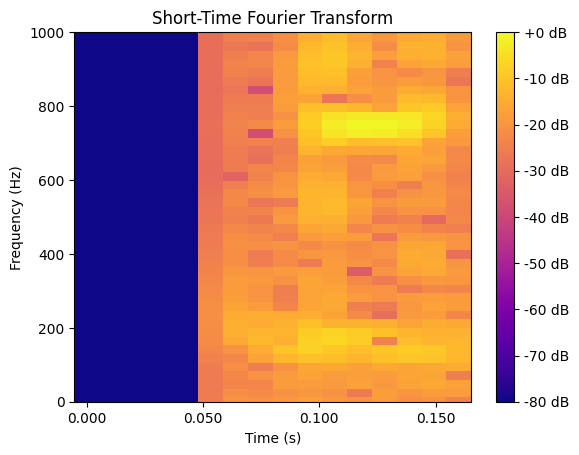 Short-Time Fourier Transform
1000
800
600
400
200
0
Frequency (Hz)
0.000
0.050
0.100
0.150
Time (s)
+0 dB
-10 dB
-20 dB
-30 dB
-40 dB
-50 dB
-60 dB
-70 dB
-80 dB